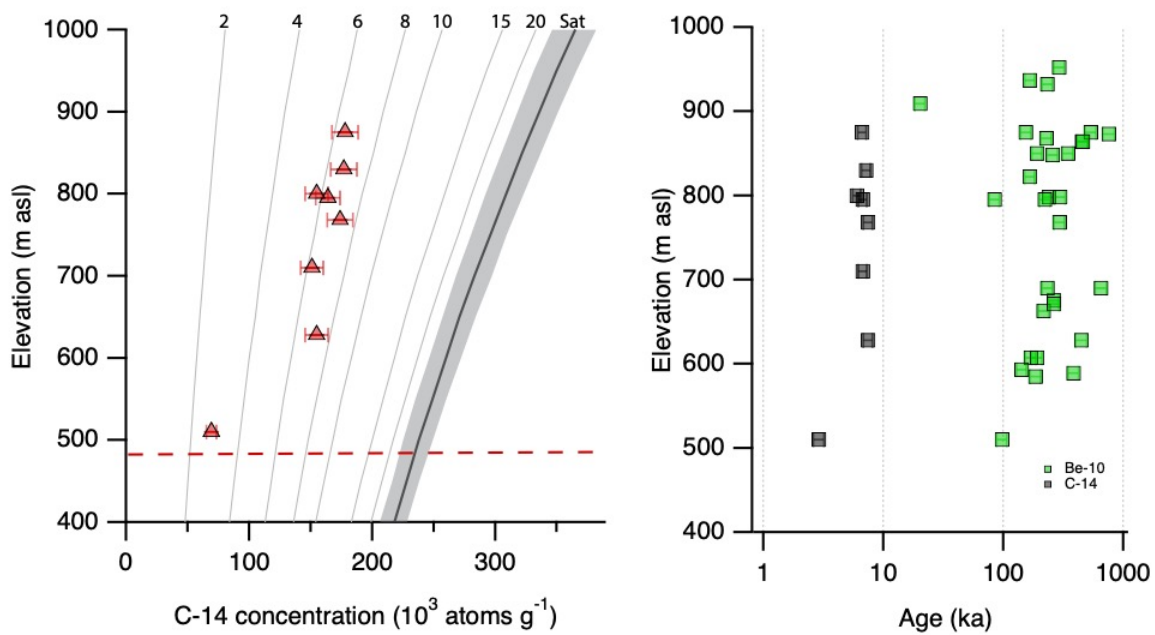 2 4 6 8 10 15 20 Sat
1000
900
800
700
600
500
400
Elevation (m asl)
0 100 200 300
C-14 concentration (10³ atoms g⁻¹)
1000
900
800
700
600
500
400
Elevation (m asl)
Be-10
C-14
1 10 100 1000
Age (ka)